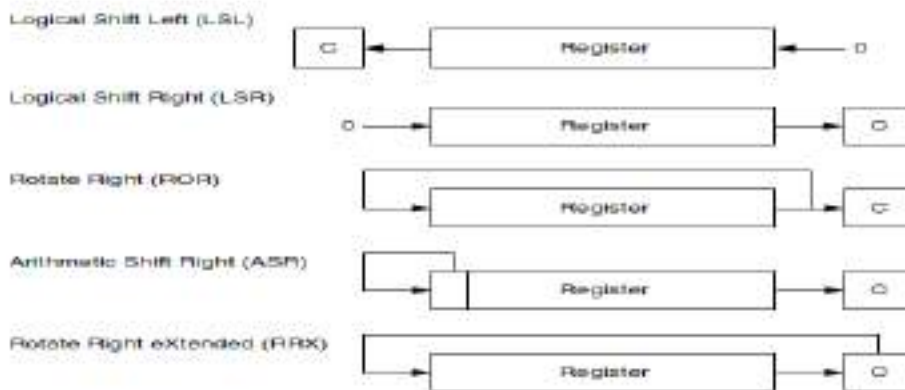 Logical Shift Left (LSL)
C Register 0
Logical Shift Right (LSR)
0 Register C
Rotate Right (ROR)
Register C
Arithmatic Shift Right (ASR)
Register C
Rotate Right eXtended (RRX)
Register C